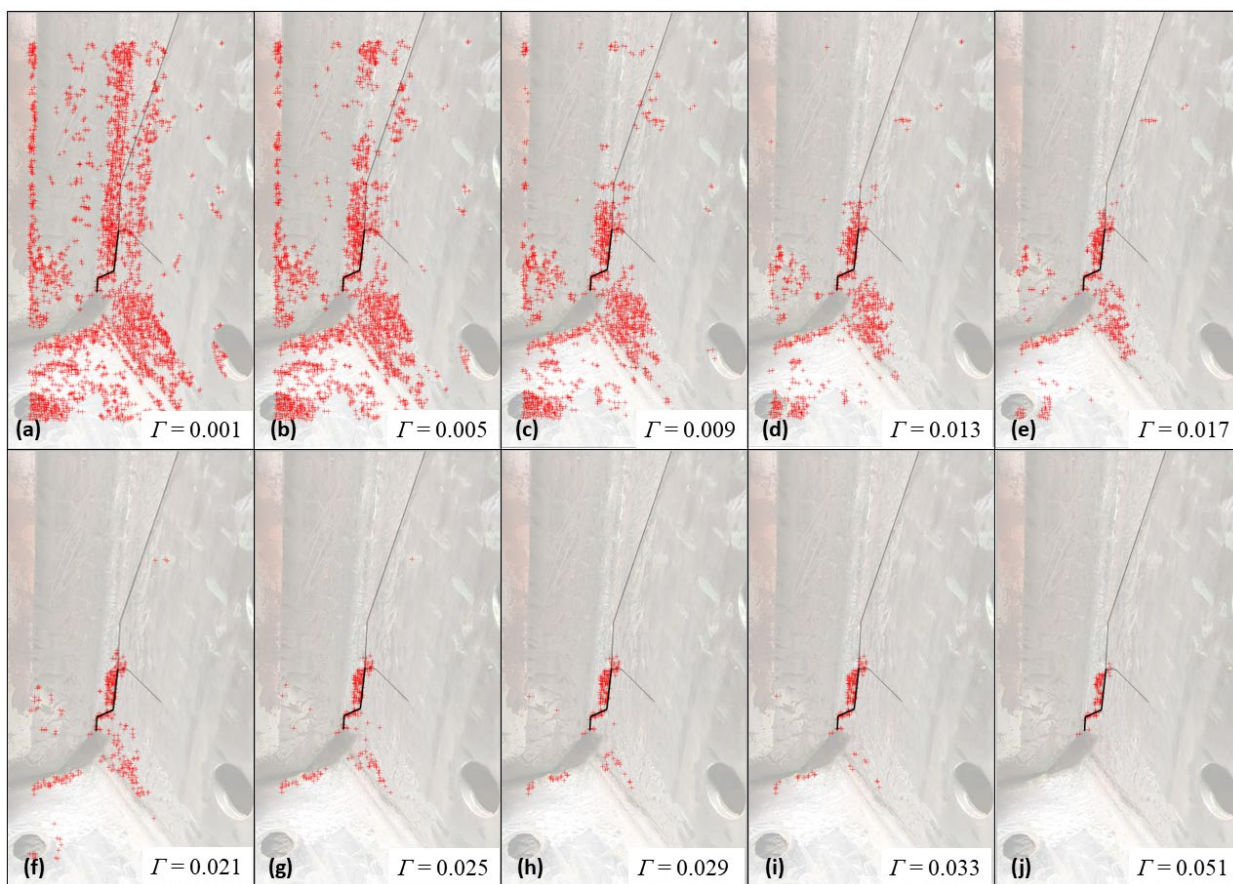 (a) Γ = 0.001
(b) Γ = 0.005
(c) Γ = 0.009
(d) Γ = 0.013
(e) Γ = 0.017
(f) Γ = 0.021
(g) Γ = 0.025
(h) Γ = 0.029
(i) Γ = 0.033
(j) Γ = 0.051